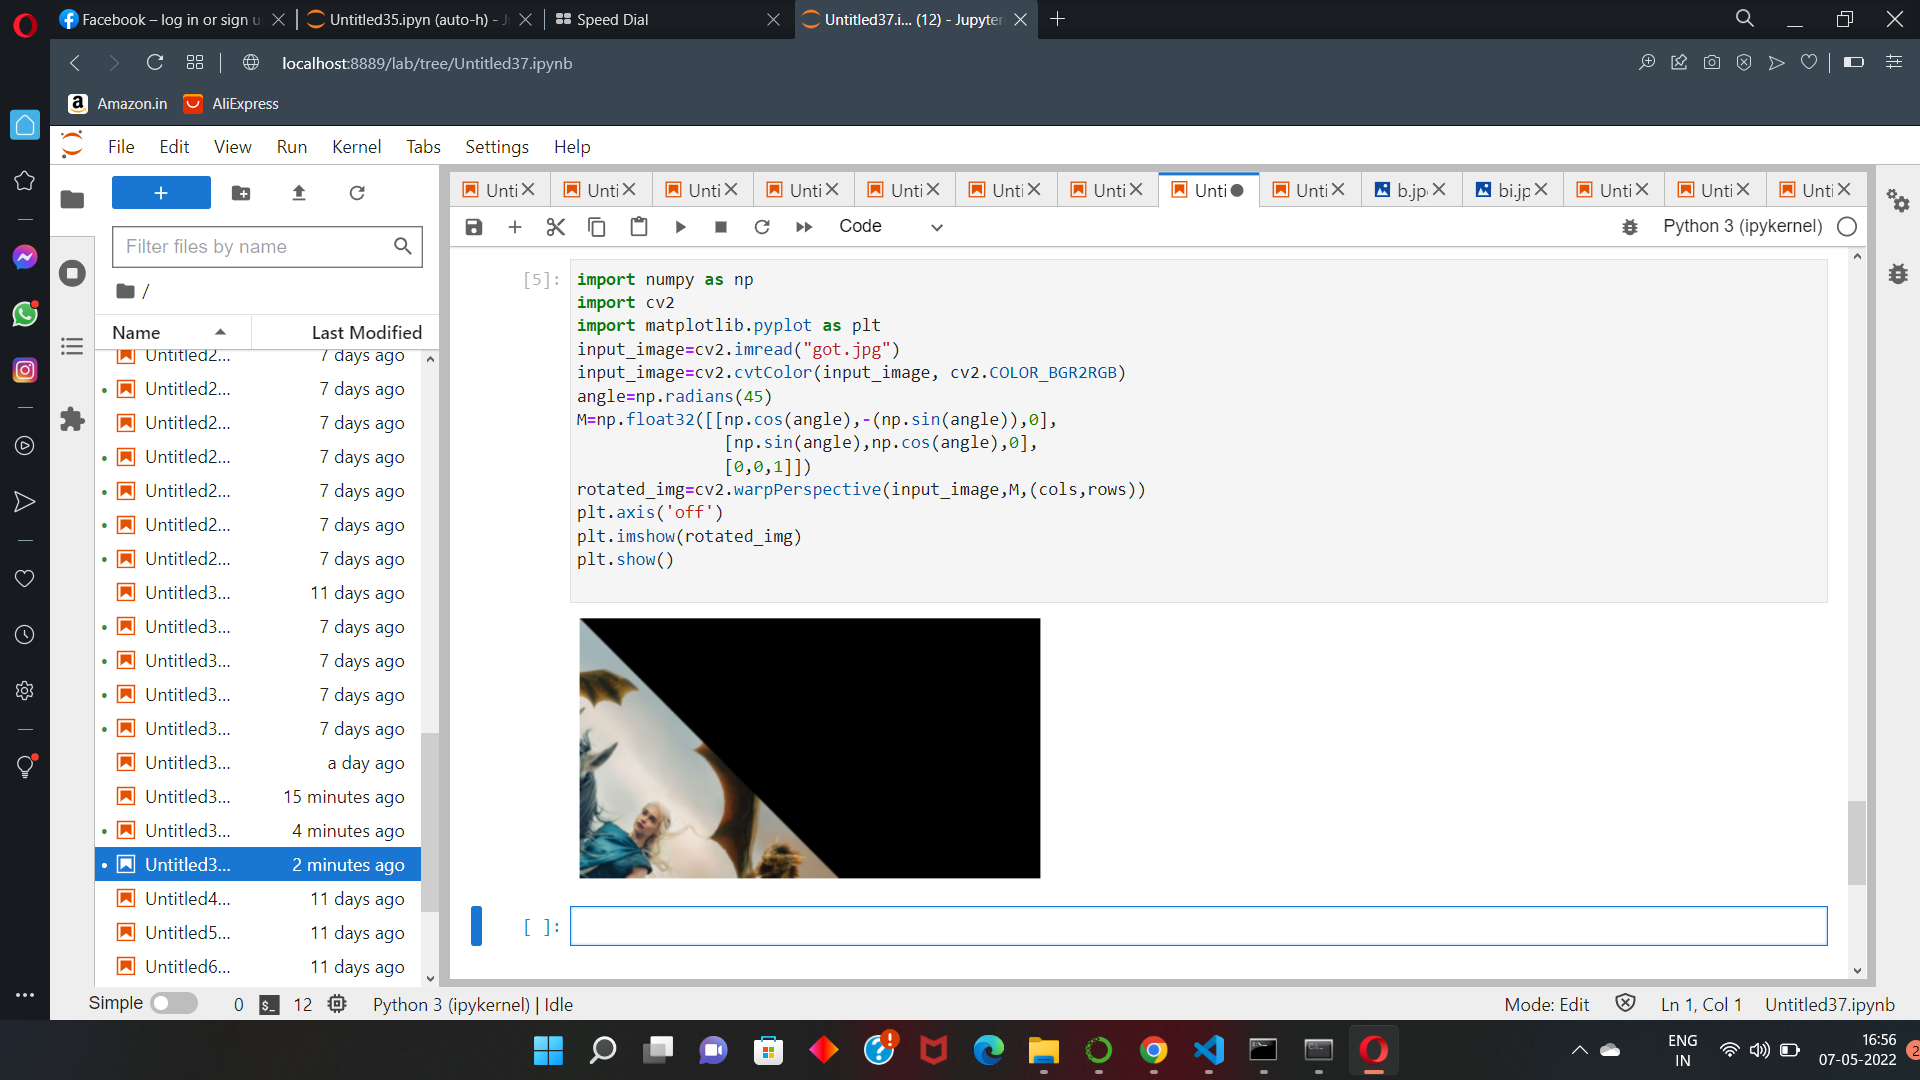 Facebook – log in or sign u
Untitled35.ipyn (auto-h) - J
Speed Dial
Untitled37.i... (12) - Jupyter
localhost:8889/lab/tree/Untitled37.ipynb
Amazon.in
AliExpress
File Edit View Run Kernel Tabs Settings Help
Unti Unti Unti Unti Unti Unti Unti Unti Unti b.jp bi.jp Unti Unti Unti
Code
Python 3 (ipykernel)
Filter files by name
/
Name
Last Modified
Untitled2... 7 days ago
Untitled2... 7 days ago
Untitled2... 7 days ago
Untitled2... 7 days ago
Untitled2... 7 days ago
Untitled2... 7 days ago
Untitled2... 7 days ago
Untitled3... 11 days ago
Untitled3... 7 days ago
Untitled3... 7 days ago
Untitled3... 7 days ago
Untitled3... 7 days ago
Untitled3... a day ago
Untitled3... 15 minutes ago
Untitled3... 4 minutes ago
Untitled3... 2 minutes ago
Untitled4... 11 days ago
Untitled5... 11 days ago
Untitled6... 11 days ago
[5]:
import numpy as np
import cv2
import matplotlib.pyplot as plt
input_image=cv2.imread("got.jpg")
input_image=cv2.cvtColor(input_image, cv2.COLOR_BGR2RGB)
angle=np.radians(45)
M=np.float32([[np.cos(angle),-(np.sin(angle)),0],
[np.sin(angle),np.cos(angle),0],
[0,0,1]])
rotated_img=cv2.warpPerspective(input_image,M,(cols,rows))
plt.axis('off')
plt.imshow(rotated_img)
plt.show()
[ ]:
Simple 0 $_ 12 Python 3 (ipykernel) | Idle
Mode: Edit Ln 1, Col 1 Untitled37.ipynb
ENG
IN
16:56
07-05-2022
2